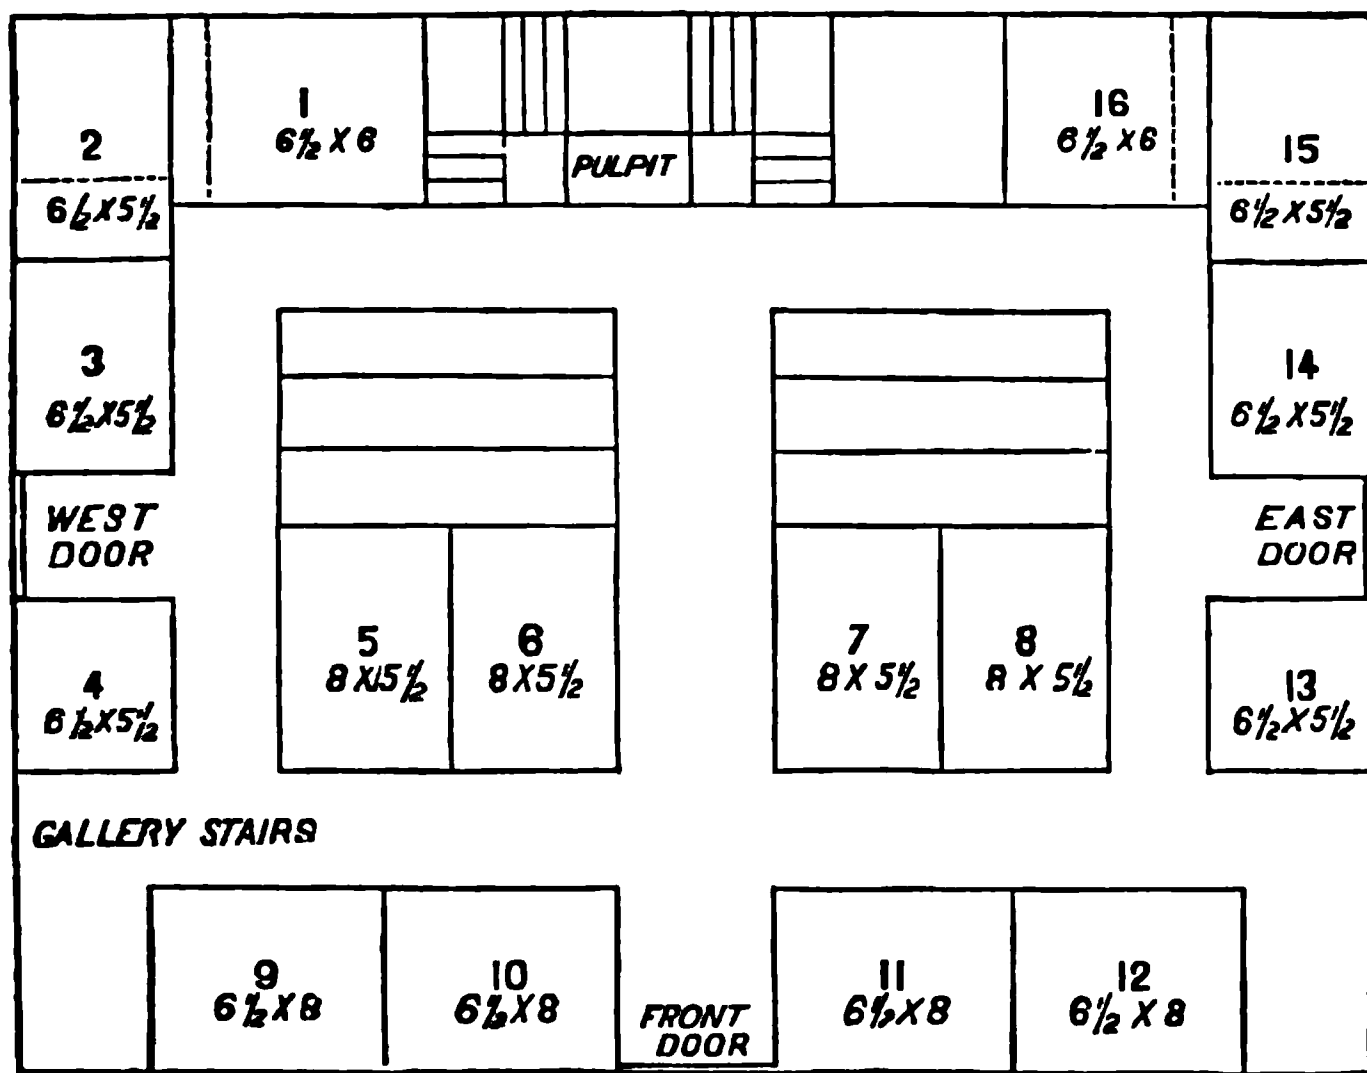 1
6½ X 6
PULPIT
16
6½ X 6
2
6½ X 5½
15
6½ X 5½
3
6½ X 5½
14
6½ X 5½
WEST
DOOR
EAST
DOOR
4
6½ X 5½
5
8 X 5½
6
8 X 5½
7
8 X 5½
8
8 X 5½
13
6½ X 5½
GALLERY STAIRS
9
6½ X 8
10
6½ X 8
FRONT
DOOR
11
6½ X 8
12
6½ X 8